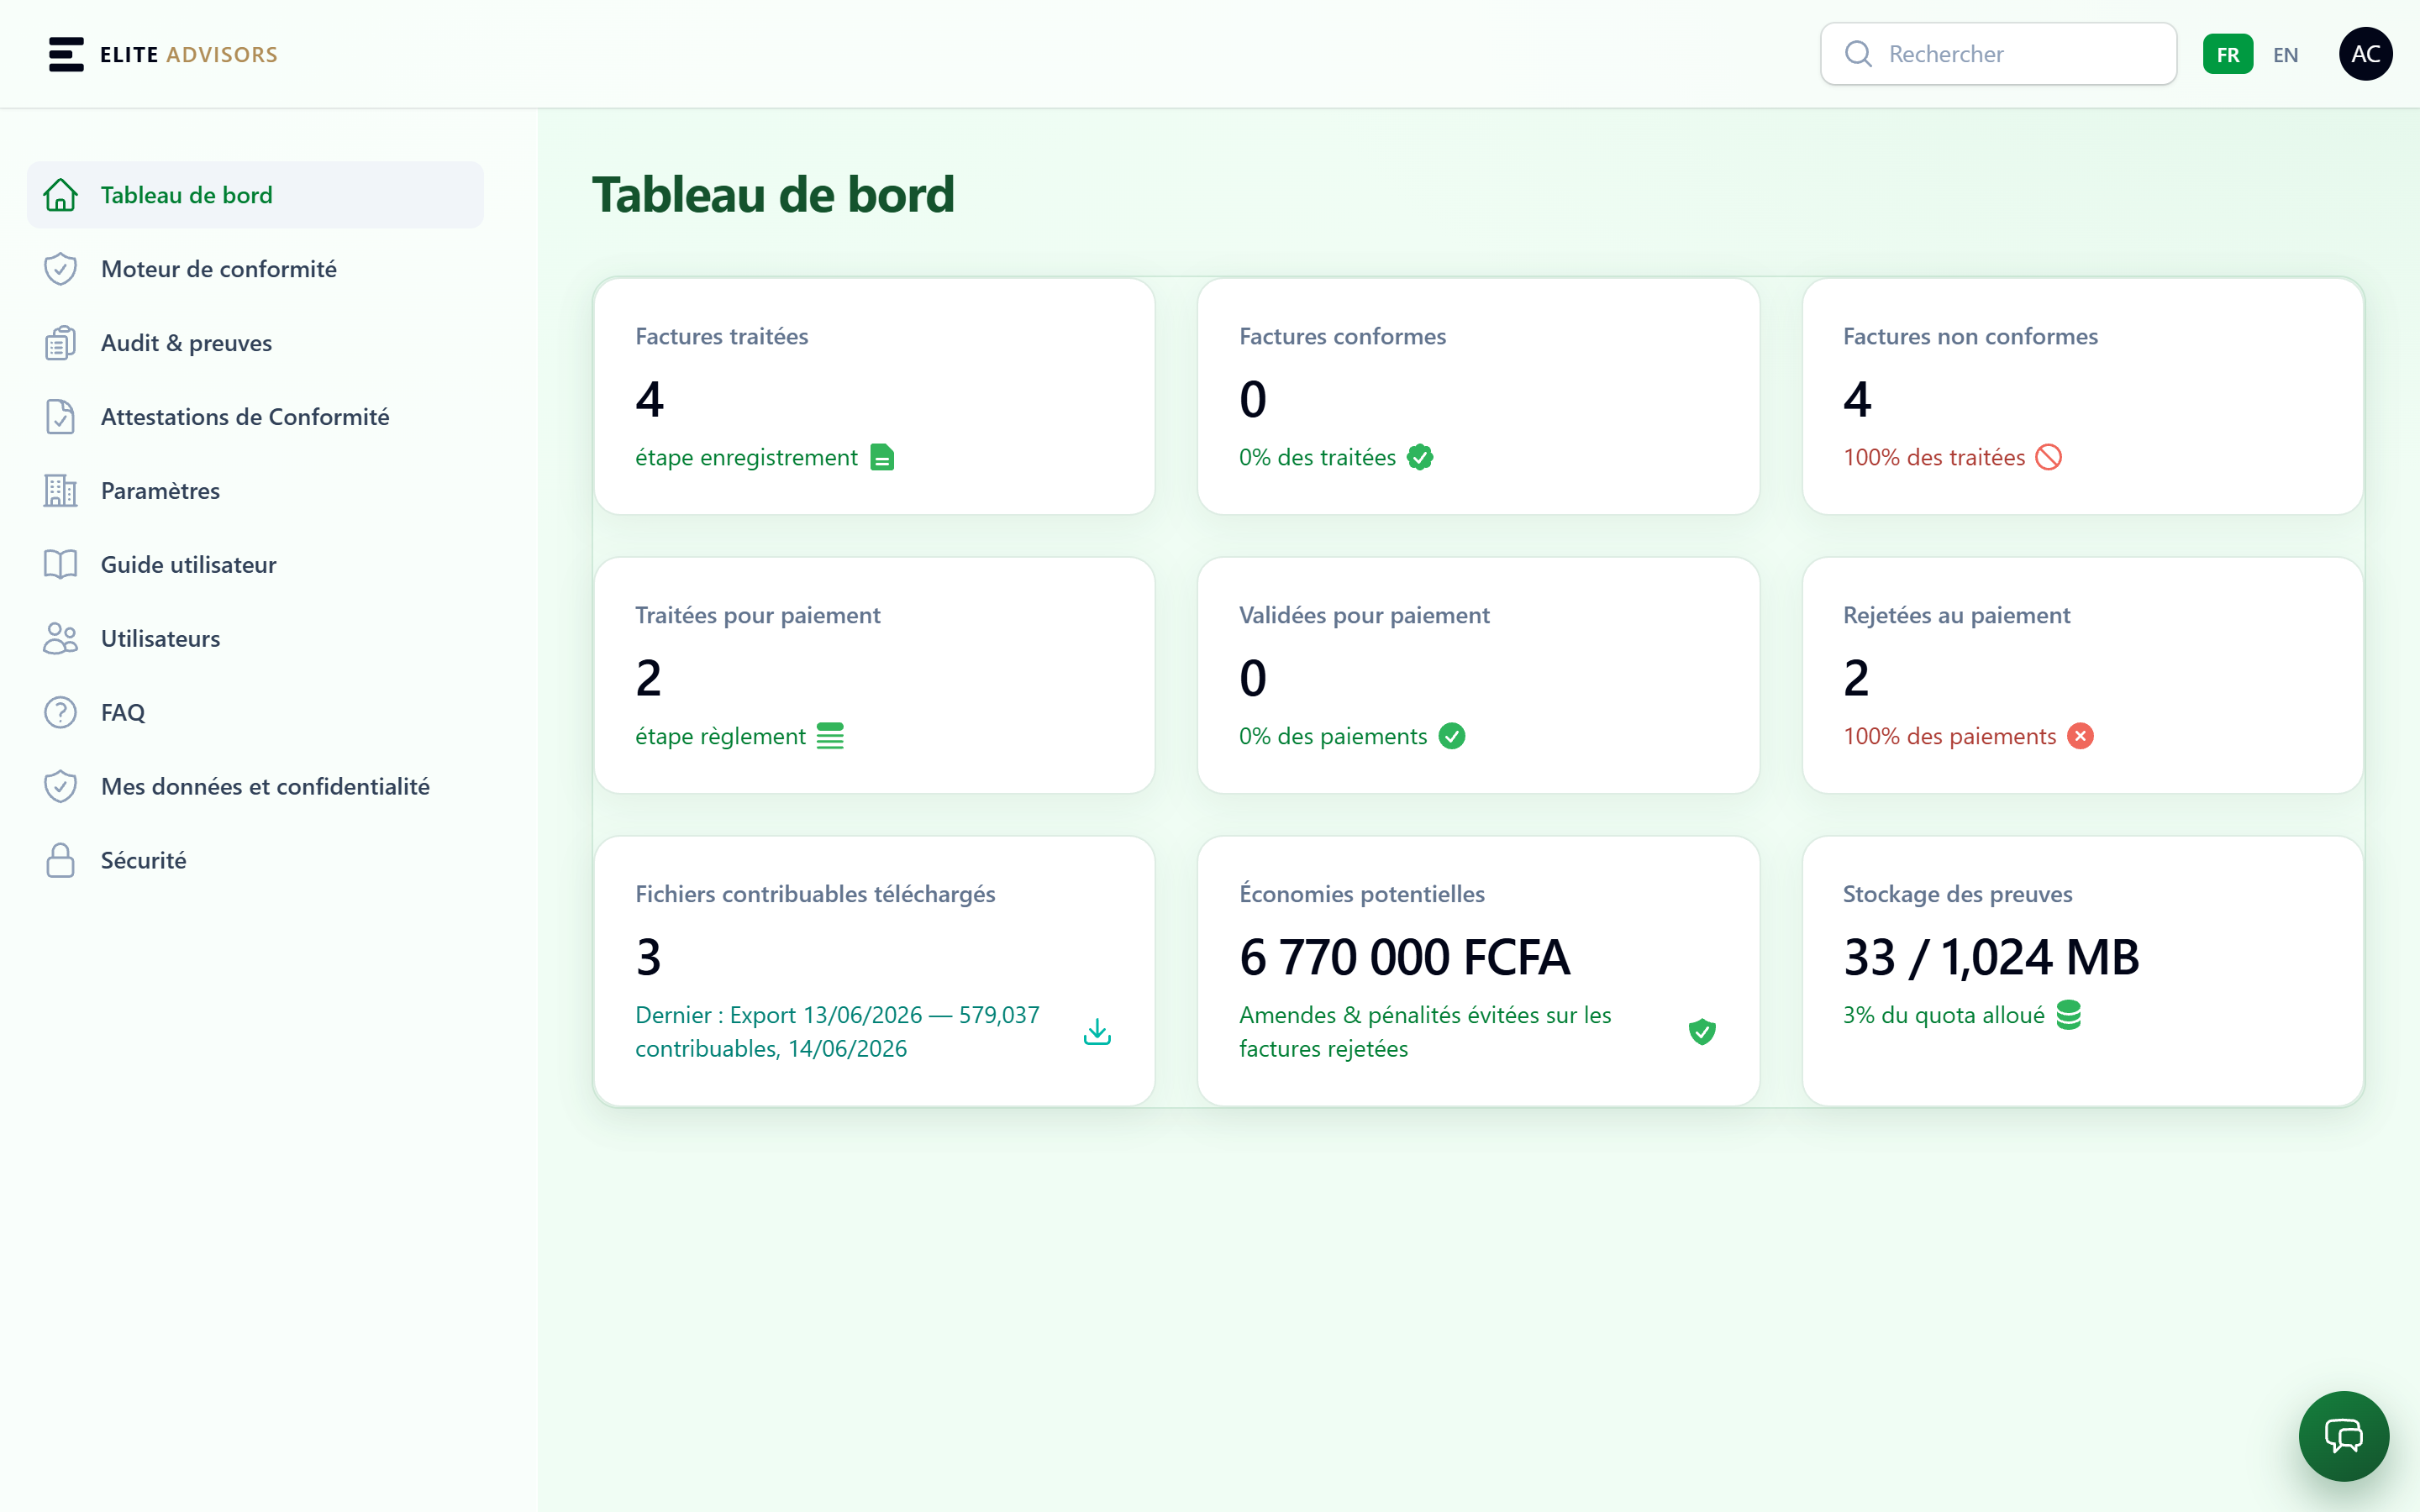 ELITE ADVISORS
Rechercher
FR EN
AC
Tableau de bord
Moteur de conformité
Audit & preuves
Attestations de Conformité
Paramètres
Guide utilisateur
Utilisateurs
FAQ
Mes données et confidentialité
Sécurité
Tableau de bord
Factures traitées
4
étape enregistrement
Factures conformes
0
0% des traitées
Factures non conformes
4
100% des traitées
Traitées pour paiement
2
étape règlement
Validées pour paiement
0
0% des paiements
Rejetées au paiement
2
100% des paiements
Fichiers contribuables téléchargés
3
Dernier : Export 13/06/2026 — 579,037
contribuables, 14/06/2026
Économies potentielles
6 770 000 FCFA
Amendes & pénalités évitées sur les
factures rejetées
Stockage des preuves
33 / 1,024 MB
3% du quota alloué